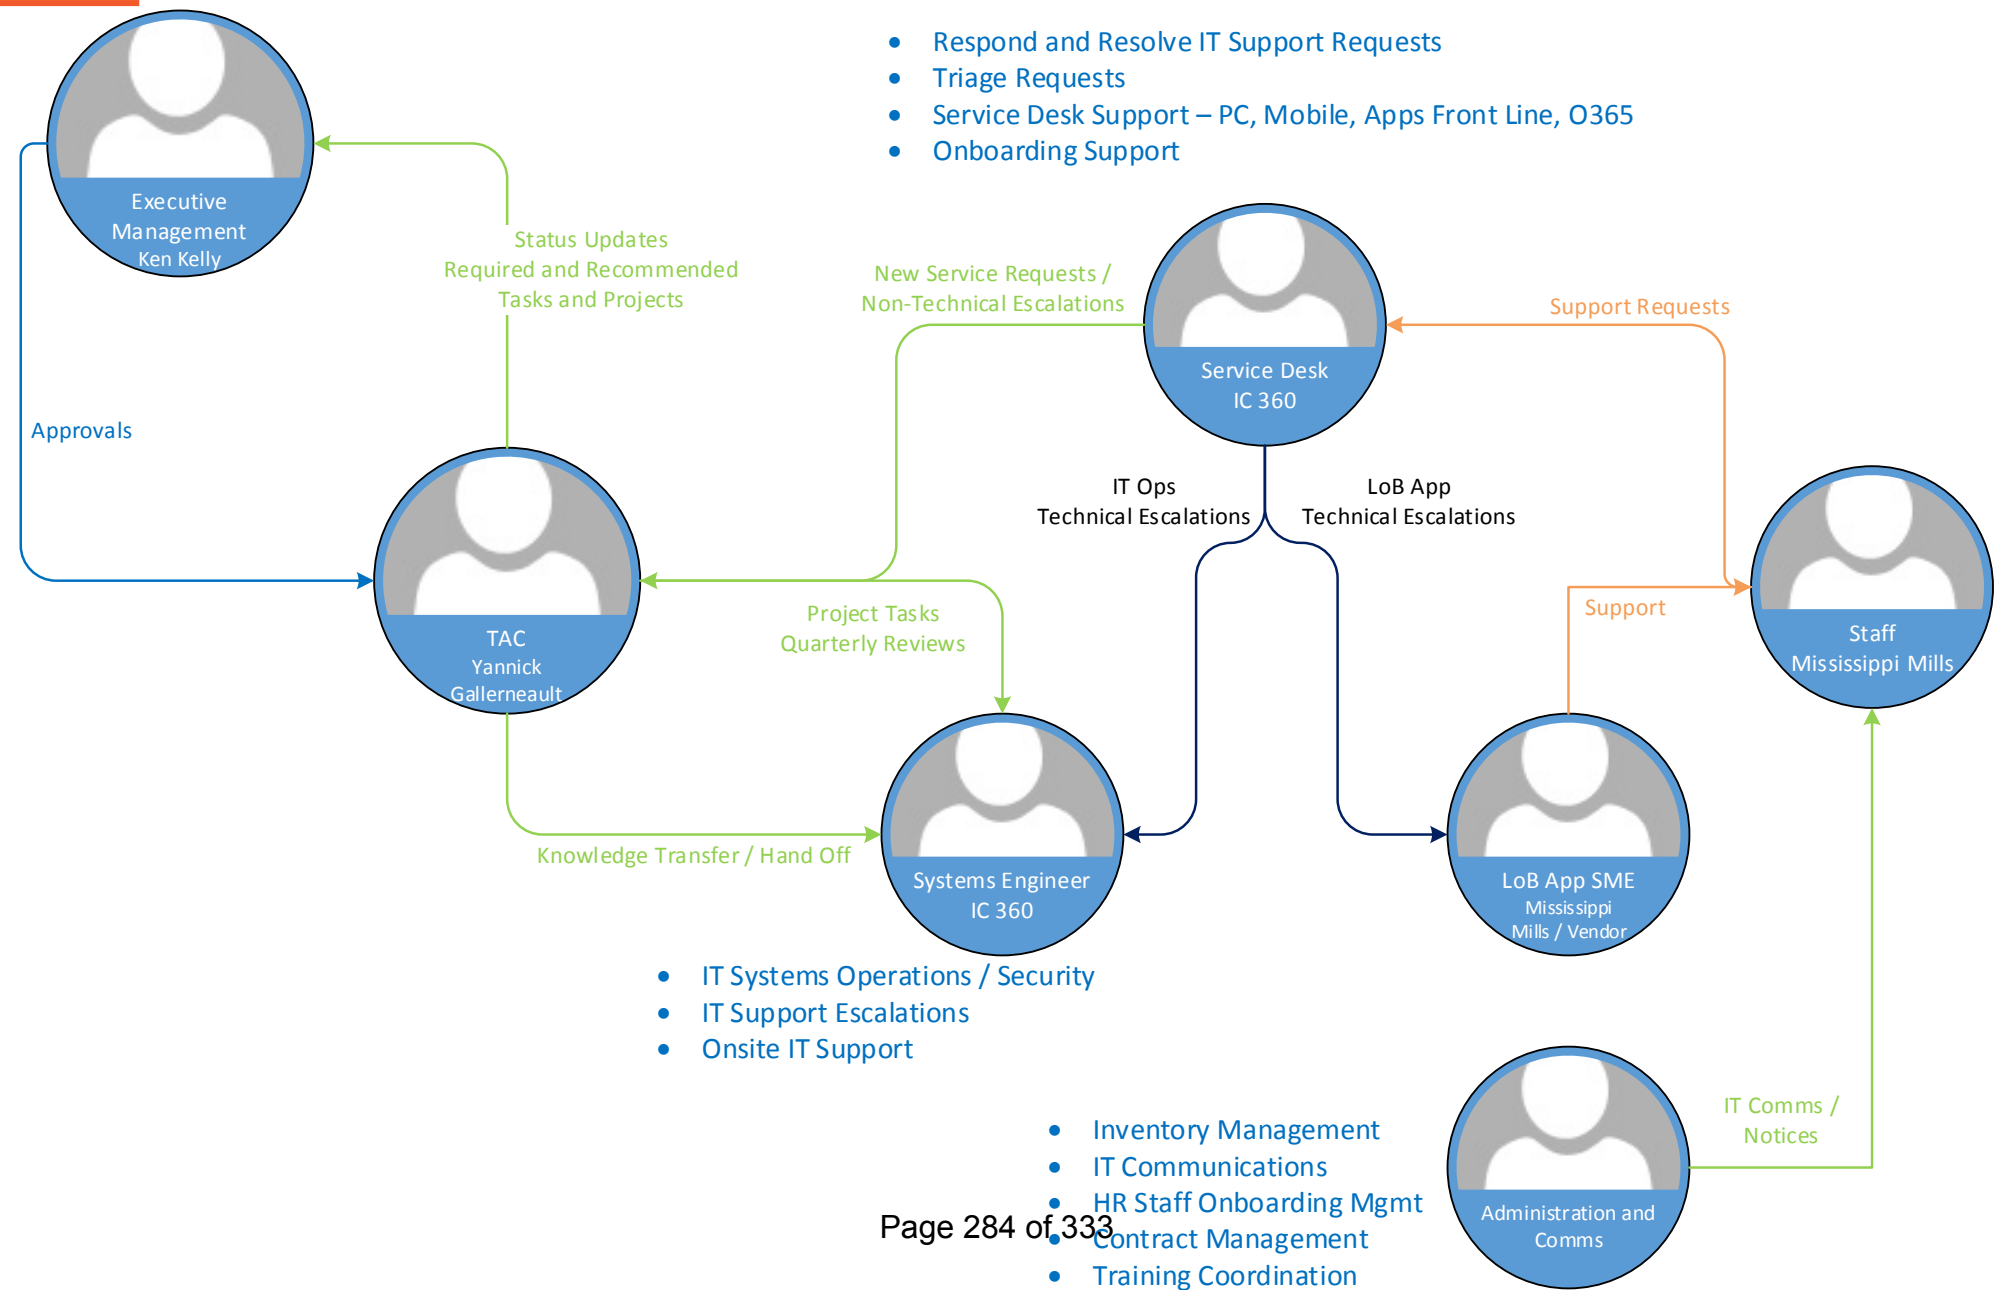 • Respond and Resolve IT Support Requests
• Triage Requests
• Service Desk Support – PC, Mobile, Apps Front Line, O365
• Onboarding Support
Executive
Management
Ken Kelly
Status Updates
Required and Recommended
Tasks and Projects
New Service Requests /
Non-Technical Escalations
Support Requests
Service Desk
IC 360
Approvals
IT Ops
Technical Escalations
LoB App
Technical Escalations
TAC
Yannick
Gallerneault
Project Tasks
Quarterly Reviews
Support
Staff
Mississippi Mills
Knowledge Transfer / Hand Off
Systems Engineer
IC 360
LoB App SME
Mississippi
Mills / Vendor
• IT Systems Operations / Security
• IT Support Escalations
• Onsite IT Support
IT Comms /
Notices
• Inventory Management
• IT Communications
• HR Staff Onboarding Mgmt
• Contract Management
• Training Coordination
Administration and
Comms
Page 284 of 333